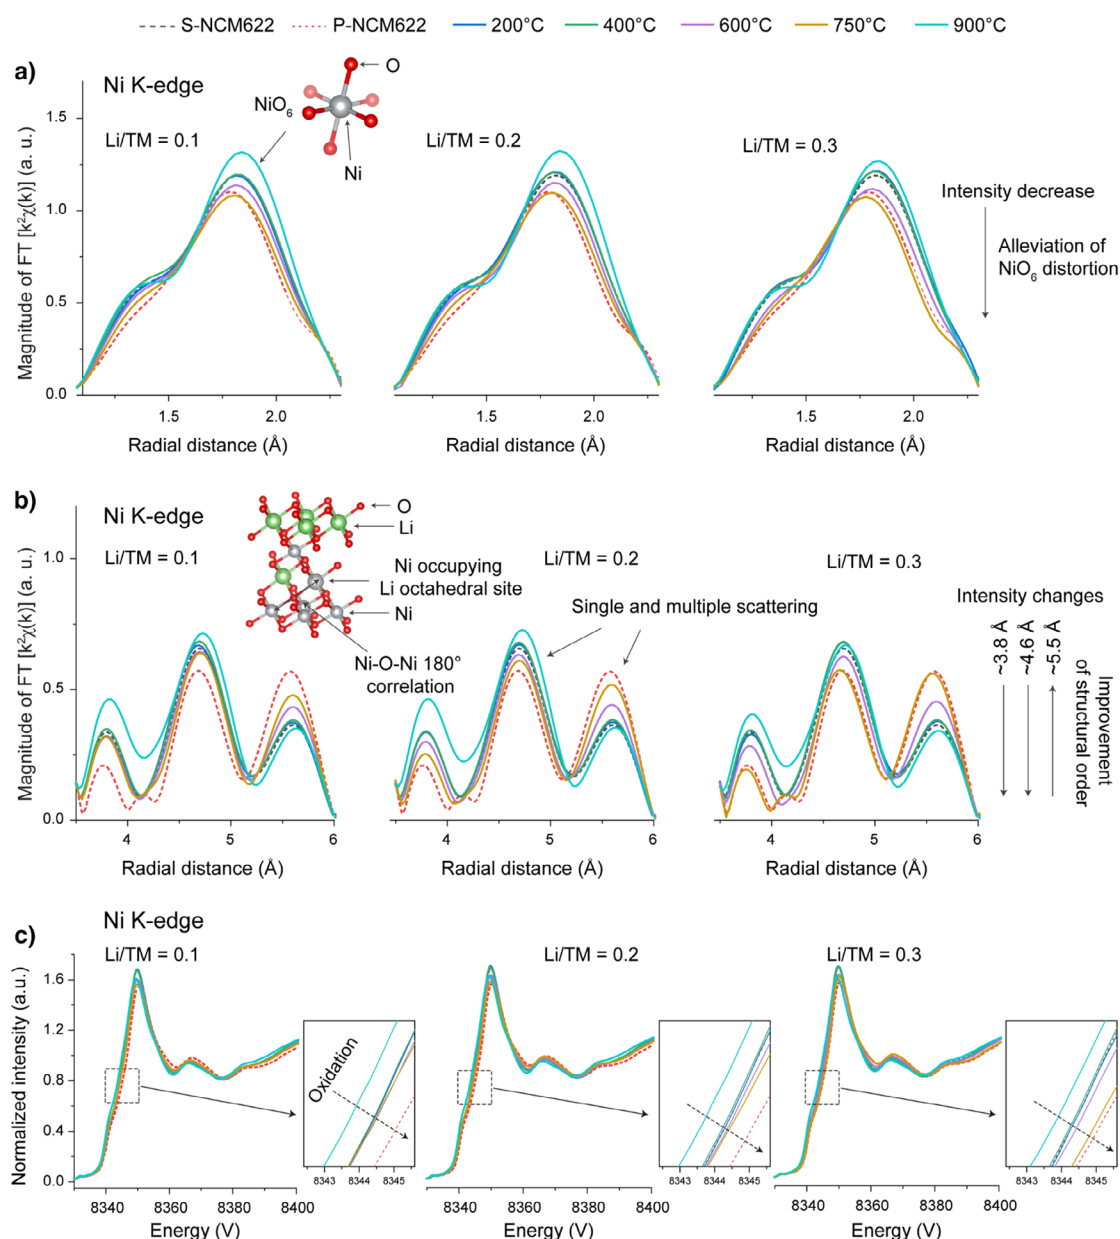 S-NCM622 P-NCM622 200°C 400°C 600°C 750°C 900°C
a)
Ni K-edge
O
NiO6
Ni
Li/TM = 0.1
Li/TM = 0.2
Li/TM = 0.3
Intensity decrease
Alleviation of
NiO6 distortion
Magnitude of FT [k²χ(k)] (a. u.)
1.5
1.0
0.5
0.0
1.5 2.0
1.5 2.0
1.5 2.0
Radial distance (Å)
Radial distance (Å)
Radial distance (Å)
b)
Ni K-edge
O
Li
Li/TM = 0.1
Li/TM = 0.2
Li/TM = 0.3
Ni occupying
Li octahedral site
Ni
Ni-O-Ni 180°
correlation
Single and multiple scattering
Intensity changes
~3.8 Å
~4.6 Å
~5.5 Å
Improvement
of structural order
Magnitude of FT [k²χ(k)] (a. u.)
1.0
0.5
0.0
4 5 6
4 5 6
4 5 6
Radial distance (Å)
Radial distance (Å)
Radial distance (Å)
c)
Ni K-edge
Li/TM = 0.1
Li/TM = 0.2
Li/TM = 0.3
Normalized intensity (a.u.)
1.6
1.2
0.8
0.4
0.0
Oxidation
8343 8344 8345
8343 8344 8345
8343 8344 8345
8340 8360 8380 8400
8340 8360 8380 8400
8340 8360 8380 8400
Energy (V)
Energy (V)
Energy (V)